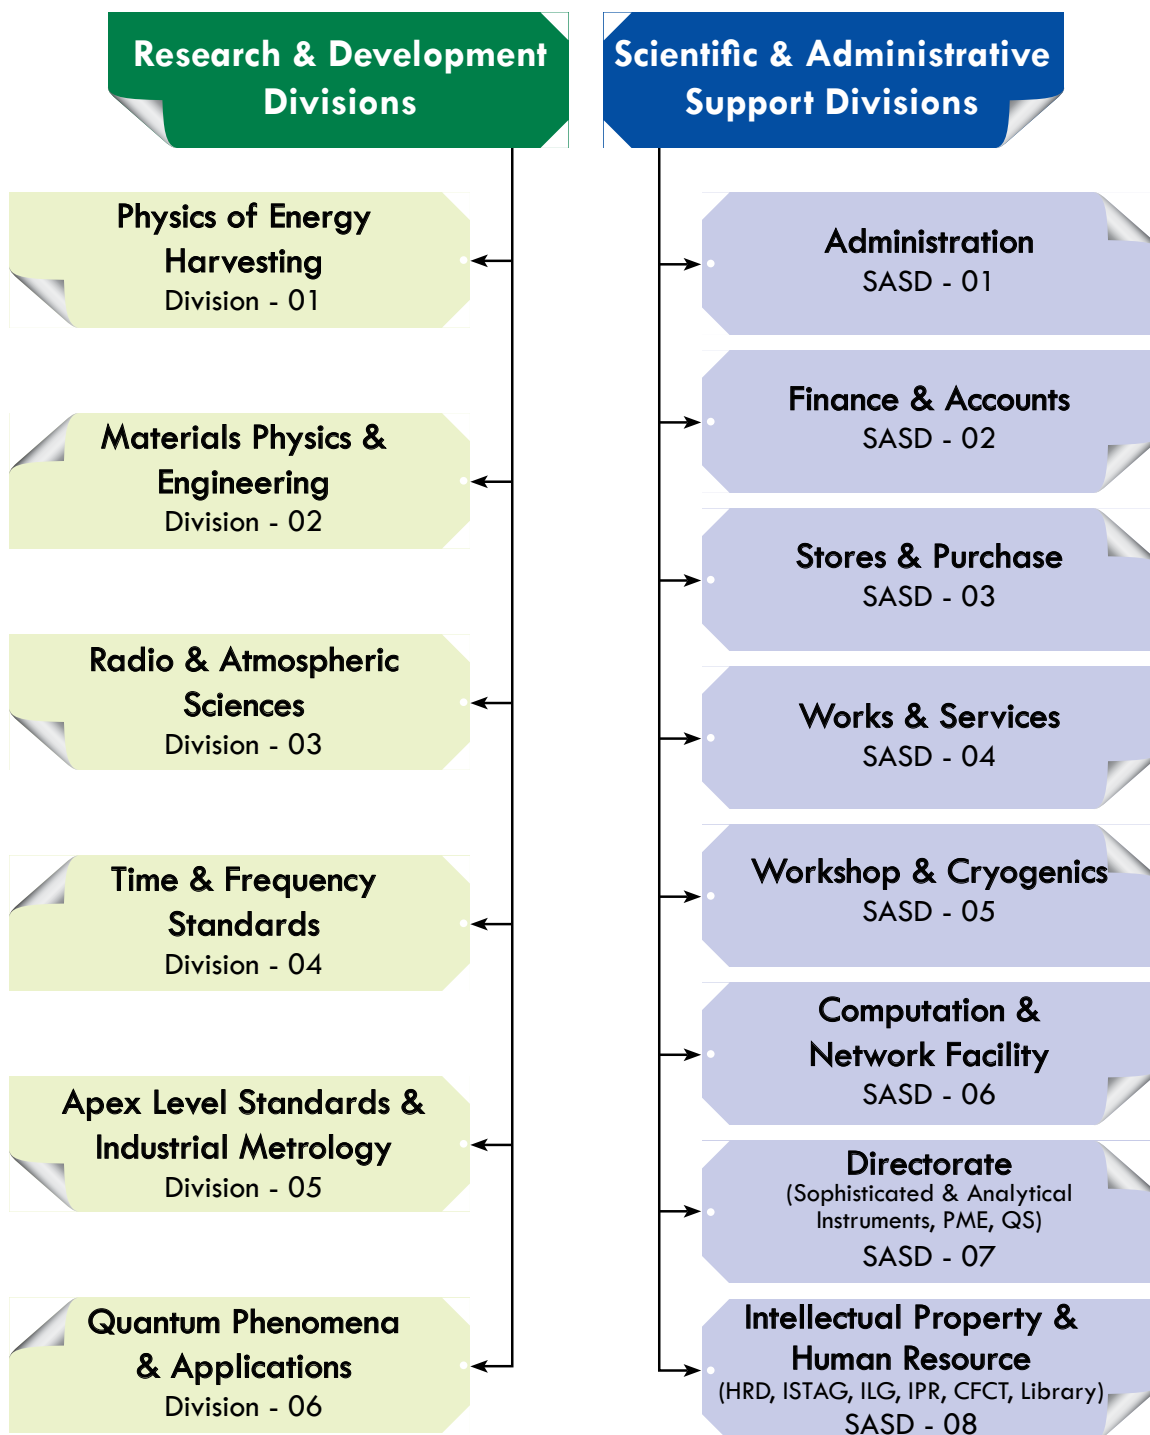 Research & Development
Divisions
Physics of Energy
Harvesting
Division - 01
Materials Physics &
Engineering
Division - 02
Radio & Atmospheric
Sciences
Division - 03
Time & Frequency
Standards
Division - 04
Apex Level Standards &
Industrial Metrology
Division - 05
Quantum Phenomena
& Applications
Division - 06
Scientific & Administrative
Support Divisions
Administration
SASD - 01
Finance & Accounts
SASD - 02
Stores & Purchase
SASD - 03
Works & Services
SASD - 04
Workshop & Cryogenics
SASD - 05
Computation &
Network Facility
SASD - 06
Directorate
(Sophisticated & Analytical
Instruments, PME, QS)
SASD - 07
Intellectual Property &
Human Resource
(HRD, ISTAG, ILG, IPR, CFCT, Library)
SASD - 08